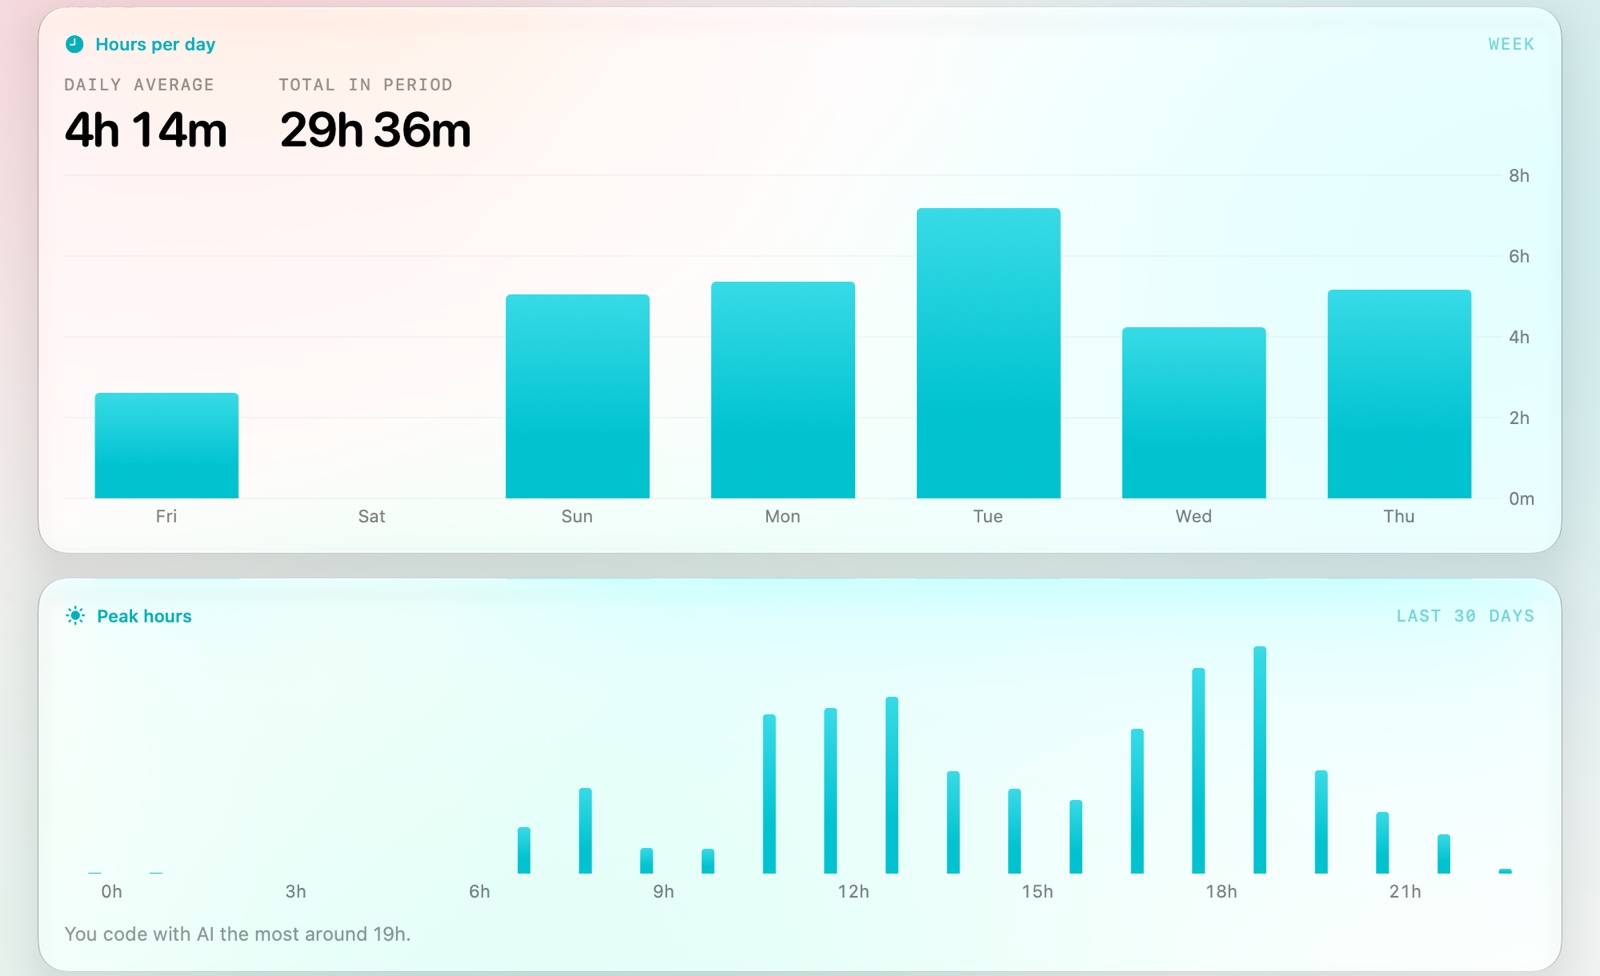 Hours per day
WEEK
DAILY AVERAGE
TOTAL IN PERIOD
4h 14m
29h 36m
8h
6h
4h
2h
0m
Fri
Sat
Sun
Mon
Tue
Wed
Thu
Peak hours
LAST 30 DAYS
0h
3h
6h
9h
12h
15h
18h
21h
You code with AI the most around 19h.